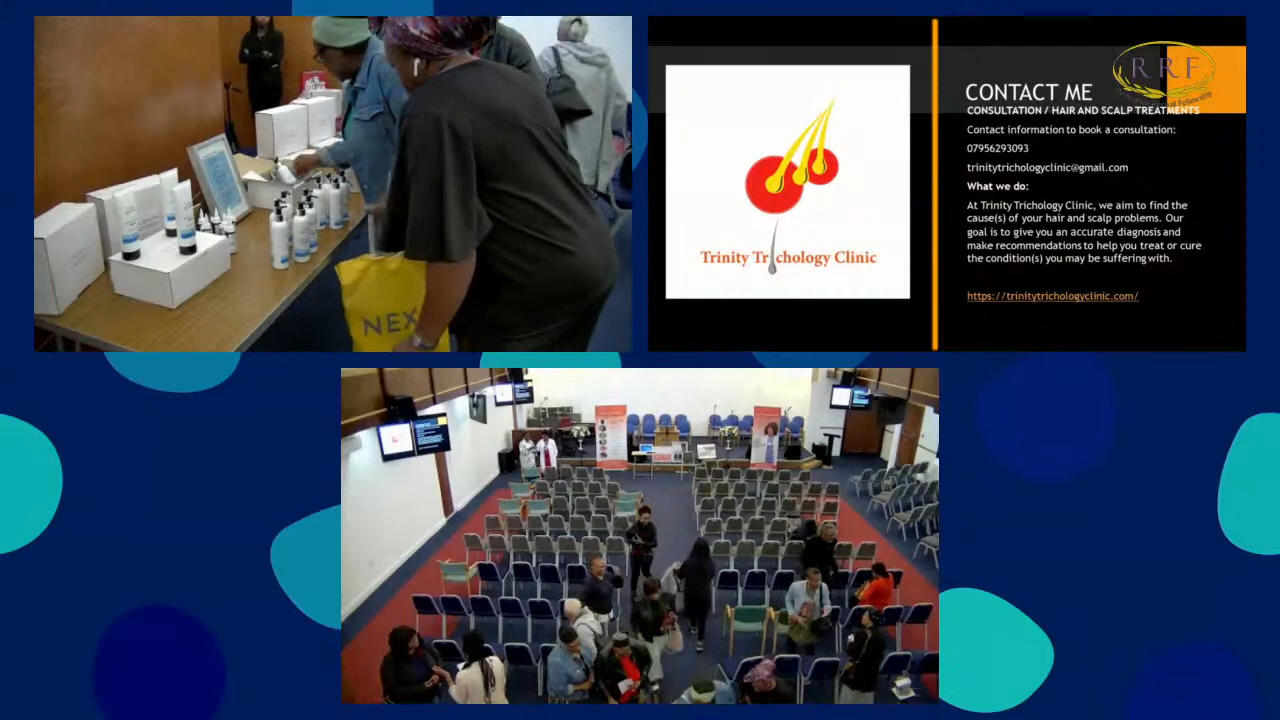 NEX
Trinity Trichology Clinic
RRF
CONTACT ME
CONSULTATION / HAIR AND SCALP TREATMENTS
Contact information to book a consultation:
07956293093
trinitytrichologyclinic@gmail.com
What we do:
At Trinity Trichology Clinic, we aim to find the
cause(s) of your hair and scalp problems. Our
goal is to give you an accurate diagnosis and
make recommendations to help you treat or cure
the condition(s) you may be suffering with.
https://trinitytrichologyclinic.com/